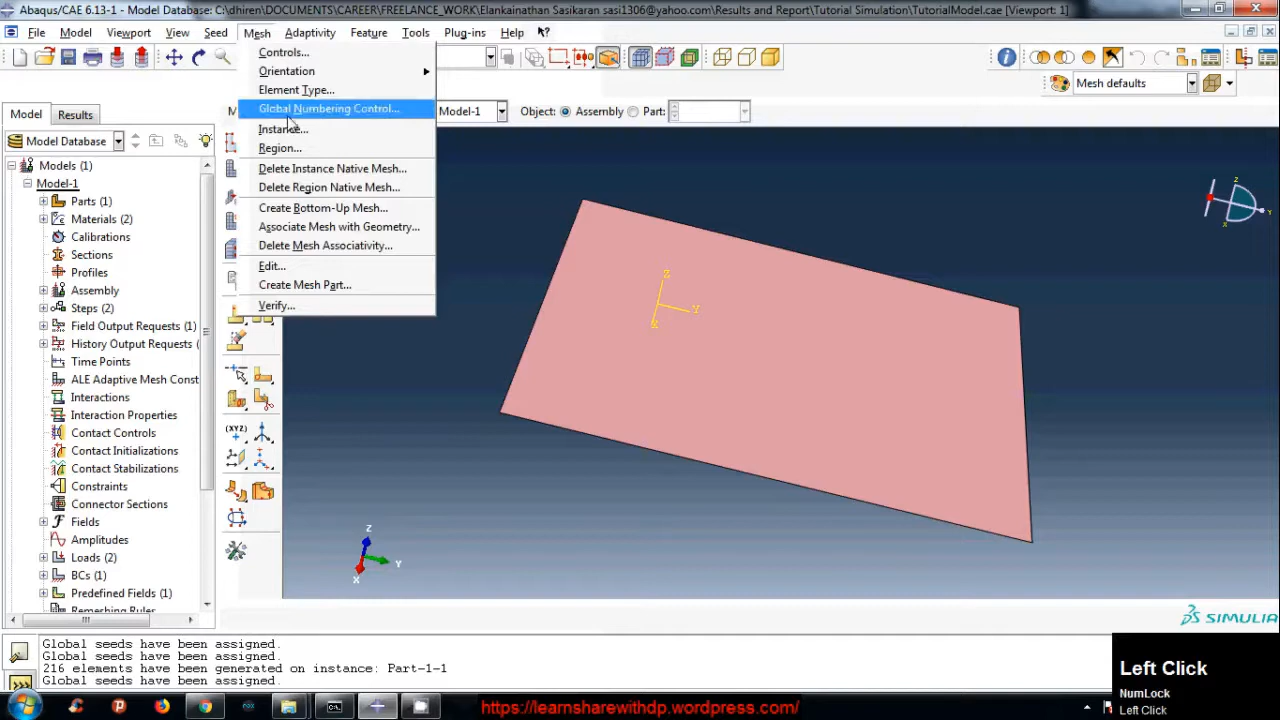 Abaqus/CAE 6.13-1 - Model Database: C:\Users\dhiren\DOCUMENTS\CAREER\FREELANCE_WORK\Elankainathan Sasikaran sasi1306@yahoo.com\Results and Report\Tutorial Simulation\TutorialModel.cae [Viewport: 1]
File Model Viewport View Seed Mesh Adaptivity Feature Tools Plug-ins Help
Mesh defaults
Model Results
M Model-1 Object: Assembly Part:
Model Database
Models (1)
Model-1
Parts (1)
Materials (2)
Calibrations
Sections
Profiles
Assembly
Steps (2)
Field Output Requests (1)
History Output Requests (
Time Points
ALE Adaptive Mesh Const
Interactions
Interaction Properties
Contact Controls
Contact Initializations
Contact Stabilizations
Constraints
Connector Sections
Fields
Amplitudes
Loads (2)
BCs (1)
Predefined Fields (1)
Remeshing Rules
Controls...
Orientation
Element Type...
Global Numbering Control...
Instance...
Region...
Delete Instance Native Mesh...
Delete Region Native Mesh...
Create Bottom-Up Mesh...
Associate Mesh with Geometry...
Delete Mesh Associativity...
Edit...
Create Mesh Part...
Verify...
(XYZ)
Z
Y
X
Z
Y
X
Z
Y
X
SIMULIA
Global seeds have been assigned.
Global seeds have been assigned.
216 elements have been generated on instance: Part-1-1
Global seeds have been assigned.
Left Click
NumLock
Left Click
https://learnsharewithdp.wordpress.com/